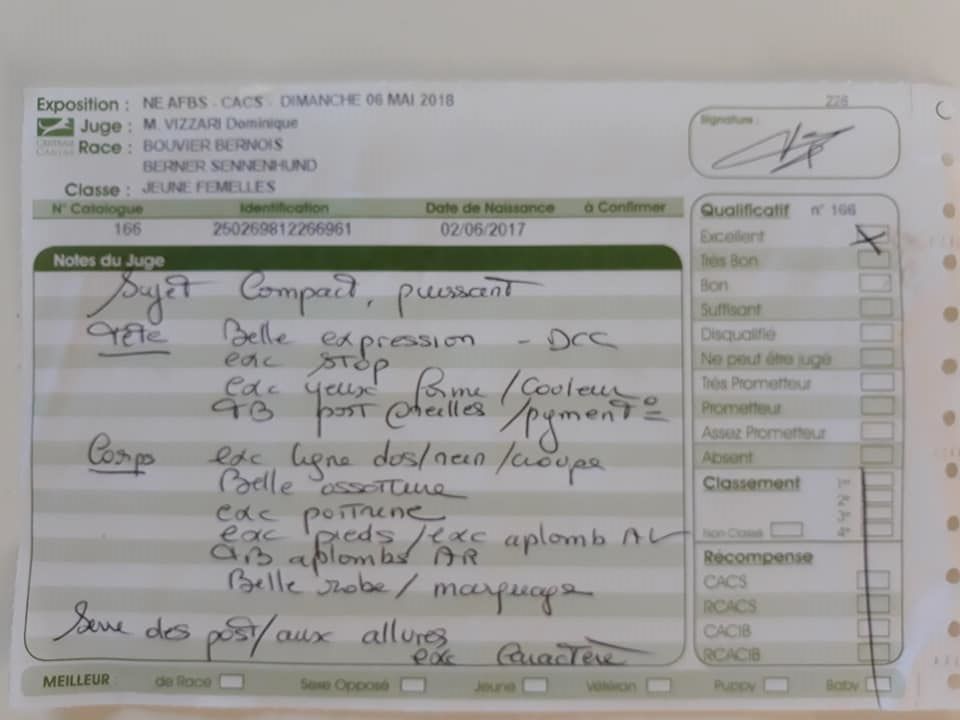 Exposition : NE AFBS - CACS - DIMANCHE 06 MAI 2018
228
Juge : M. VIZZARI Dominique
Signature :
CENTRALE CANINE
Race : BOUVIER BERNOIS
BERNER SENNENHUND
Classe : JEUNE FEMELLES
N° Catalogue Identification Date de Naissance à Confirmer
166 250269812266961 02/06/2017
Qualificatif n° 166
Excellent
Très Bon
Bon
Suffisant
Disqualifié
Ne peut être jugé
Très Prometteur
Prometteur
Assez Prometteur
Absent
Classement
1er
2e
3e
4e
Non Classé
Récompense
CACS
RCACS
CACIB
RCACIB
Notes du Juge
Sujet Compact, puissant
Tête Belle expression - DCC
exc STOP
exc yeux forme / Couleur
TB port oreilles / pigment°
Corps exc ligne dos / rein / croupe
Belle ossature
exc poitrine
exc pieds / exc aplomb AV
TB aplombs AR
Belle robe / marquage
Serre des post / aux allures
exc Caractère
MEILLEUR : de Race Sexe Opposé Jeune Vétéran Puppy Baby